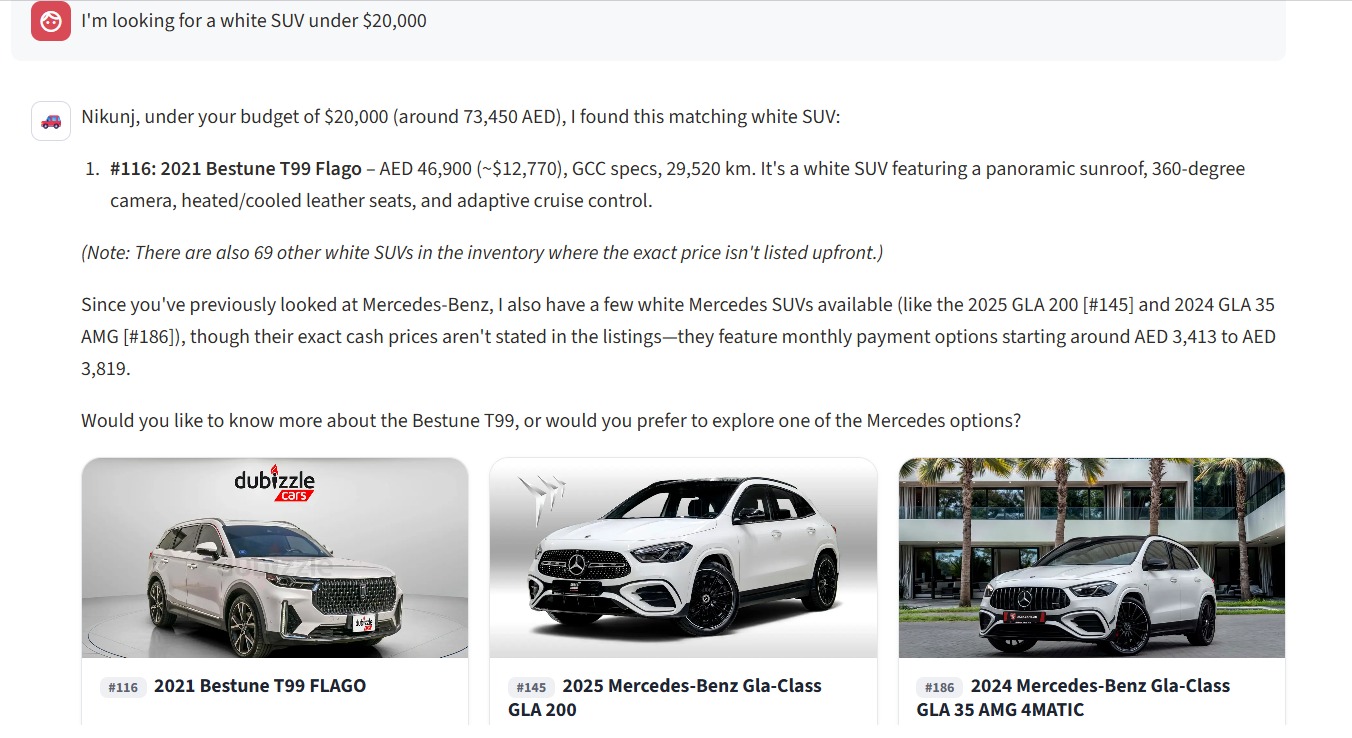 I'm looking for a white SUV under $20,000
Nikunj, under your budget of $20,000 (around 73,450 AED), I found this matching white SUV:
1. #116: 2021 Bestune T99 Flago – AED 46,900 (~$12,770), GCC specs, 29,520 km. It's a white SUV featuring a panoramic sunroof, 360-degree
camera, heated/cooled leather seats, and adaptive cruise control.
(Note: There are also 69 other white SUVs in the inventory where the exact price isn't listed upfront.)
Since you've previously looked at Mercedes-Benz, I also have a few white Mercedes SUVs available (like the 2025 GLA 200 [#145] and 2024 GLA 35
AMG [#186]), though their exact cash prices aren't stated in the listings—they feature monthly payment options starting around AED 3,413 to AED
3,819.
Would you like to know more about the Bestune T99, or would you prefer to explore one of the Mercedes options?
dubizzle
cars
dubizzle
cars
#116 2021 Bestune T99 FLAGO
#145 2025 Mercedes-Benz Gla-Class
GLA 200
#186 2024 Mercedes-Benz Gla-Class
GLA 35 AMG 4MATIC